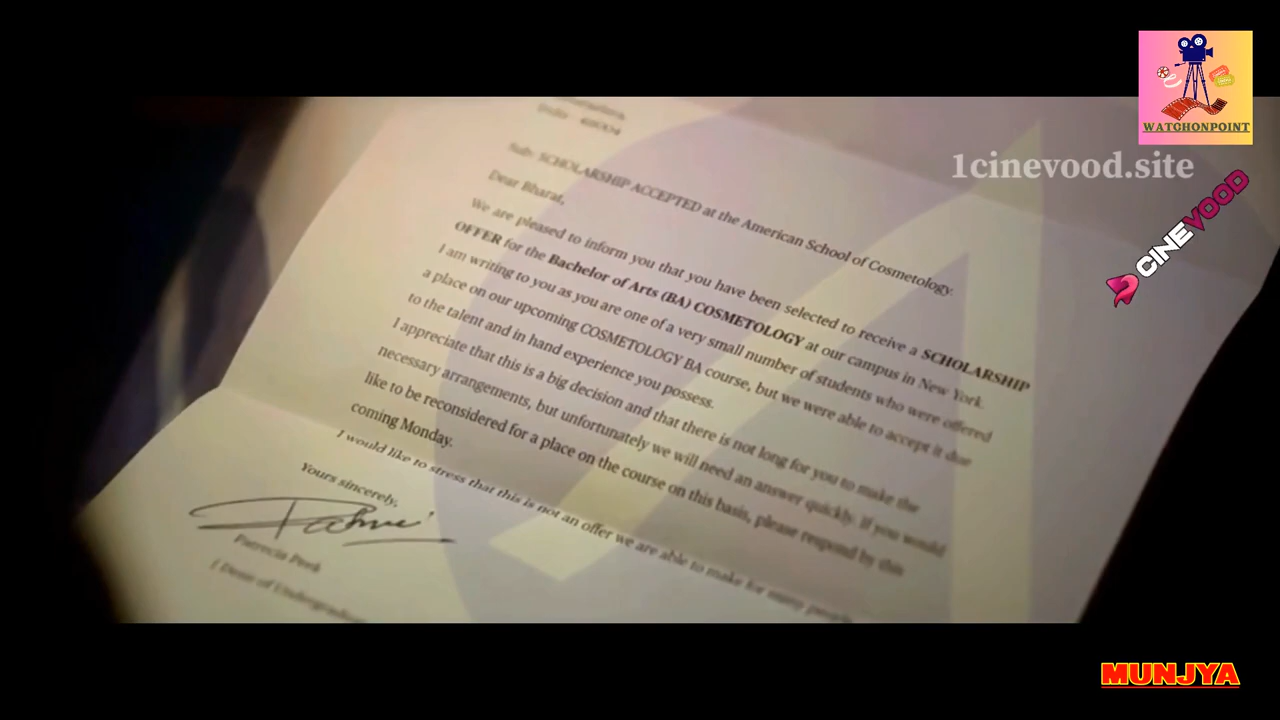 WATCHONPOINT
1cinevood.site
CINEVOOD
India
Sub: SCHOLARSHIP ACCEPTED at the American School of Cosmetology.
Dear Bharat,
We are pleased to inform you that you have been selected to receive a SCHOLARSHIP
OFFER for the Bachelor of Arts (BA) COSMETOLOGY at our campus in New York.
I am writing to you as you are one of a very small number of students who were offered
a place on our upcoming COSMETOLOGY BA course, but we were able to accept it due
to the talent and in hand experience you possess.
I appreciate that this is a big decision and that there is not long for you to make the
necessary arrangements, but unfortunately we will need an answer quickly. If you would
like to be reconsidered for a place on the course on this basis, please respond by this
coming Monday.
I would like to stress that this is not an offer we are able to make for many people
Yours sincerely,
( Dean of Undergraduate
MUNJYA